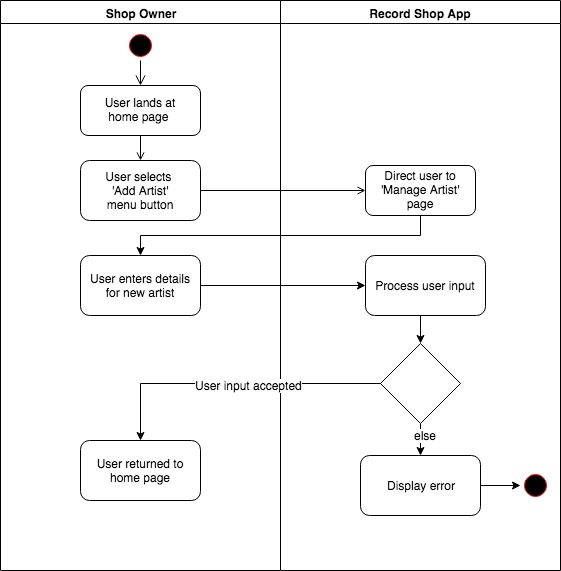 Shop Owner
Record Shop App
User lands at
home page
User selects
'Add Artist'
menu button
Direct user to
'Manage Artist'
page
User enters details
for new artist
Process user input
User input accepted
else
User returned to
home page
Display error